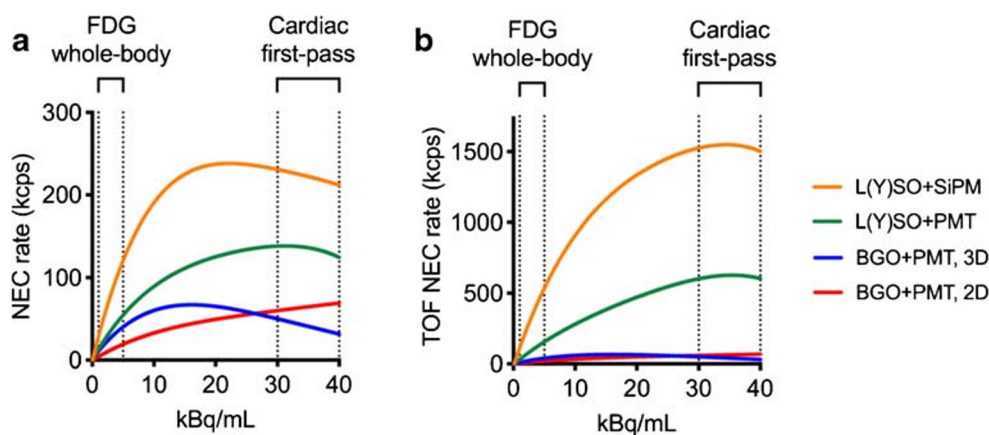 a
FDG
whole-body
Cardiac
first-pass
NEC rate (kcps)
300
200
100
0
0 10 20 30 40
kBq/mL
b
FDG
whole-body
Cardiac
first-pass
TOF NEC rate (kcps)
1500
1000
500
0
0 10 20 30 40
kBq/mL
L(Y)SO+SiPM
L(Y)SO+PMT
BGO+PMT, 3D
BGO+PMT, 2D